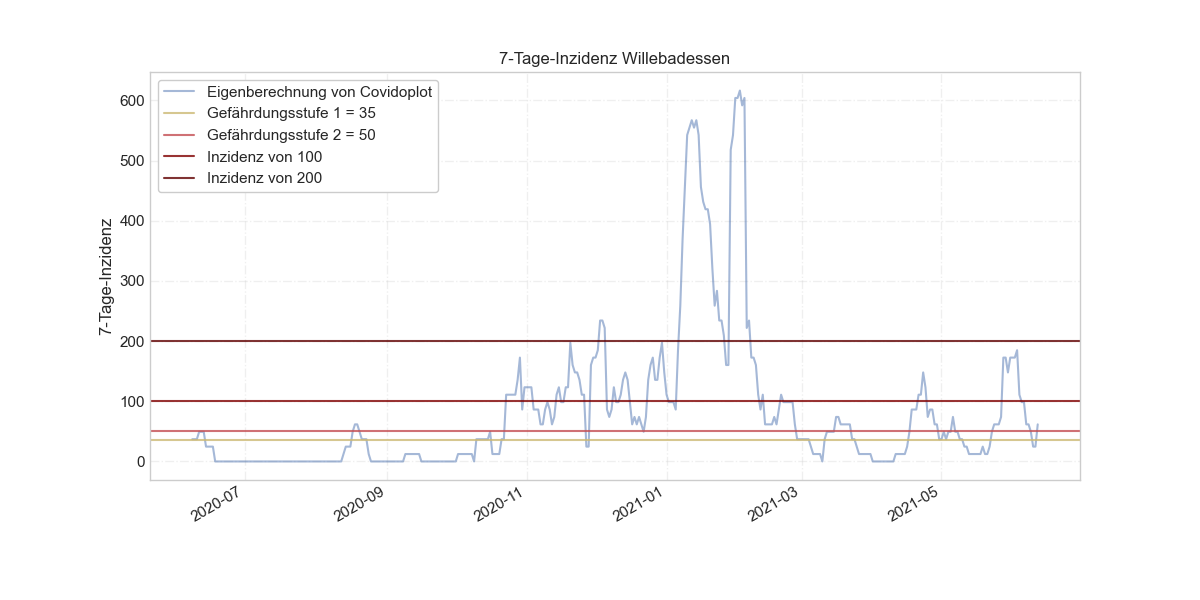 7-Tage-Inzidenz Willebadessen
Eigenberechnung von Covidoplot
Gefährdungsstufe 1 = 35
Gefährdungsstufe 2 = 50
Inzidenz von 100
Inzidenz von 200
7-Tage-Inzidenz
600
500
400
300
200
100
0
2020-07
2020-09
2020-11
2021-01
2021-03
2021-05